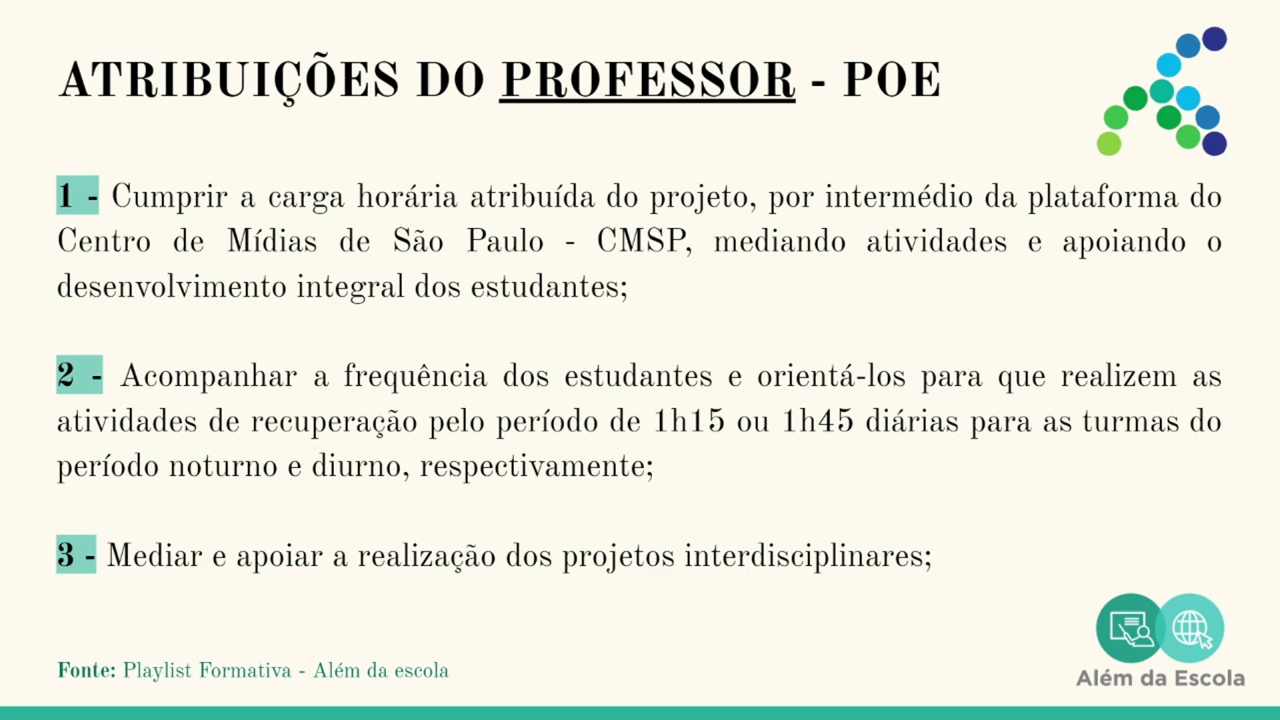 ATRIBUIÇÕES DO PROFESSOR - POE
1 - Cumprir a carga horária atribuída do projeto, por intermédio da plataforma do
Centro de Mídias de São Paulo - CMSP, mediando atividades e apoiando o
desenvolvimento integral dos estudantes;
2 - Acompanhar a frequência dos estudantes e orientá-los para que realizem as
atividades de recuperação pelo período de 1h15 ou 1h45 diárias para as turmas do
período noturno e diurno, respectivamente;
3 - Mediar e apoiar a realização dos projetos interdisciplinares;
Fonte: Playlist Formativa - Além da escola
Além da Escola